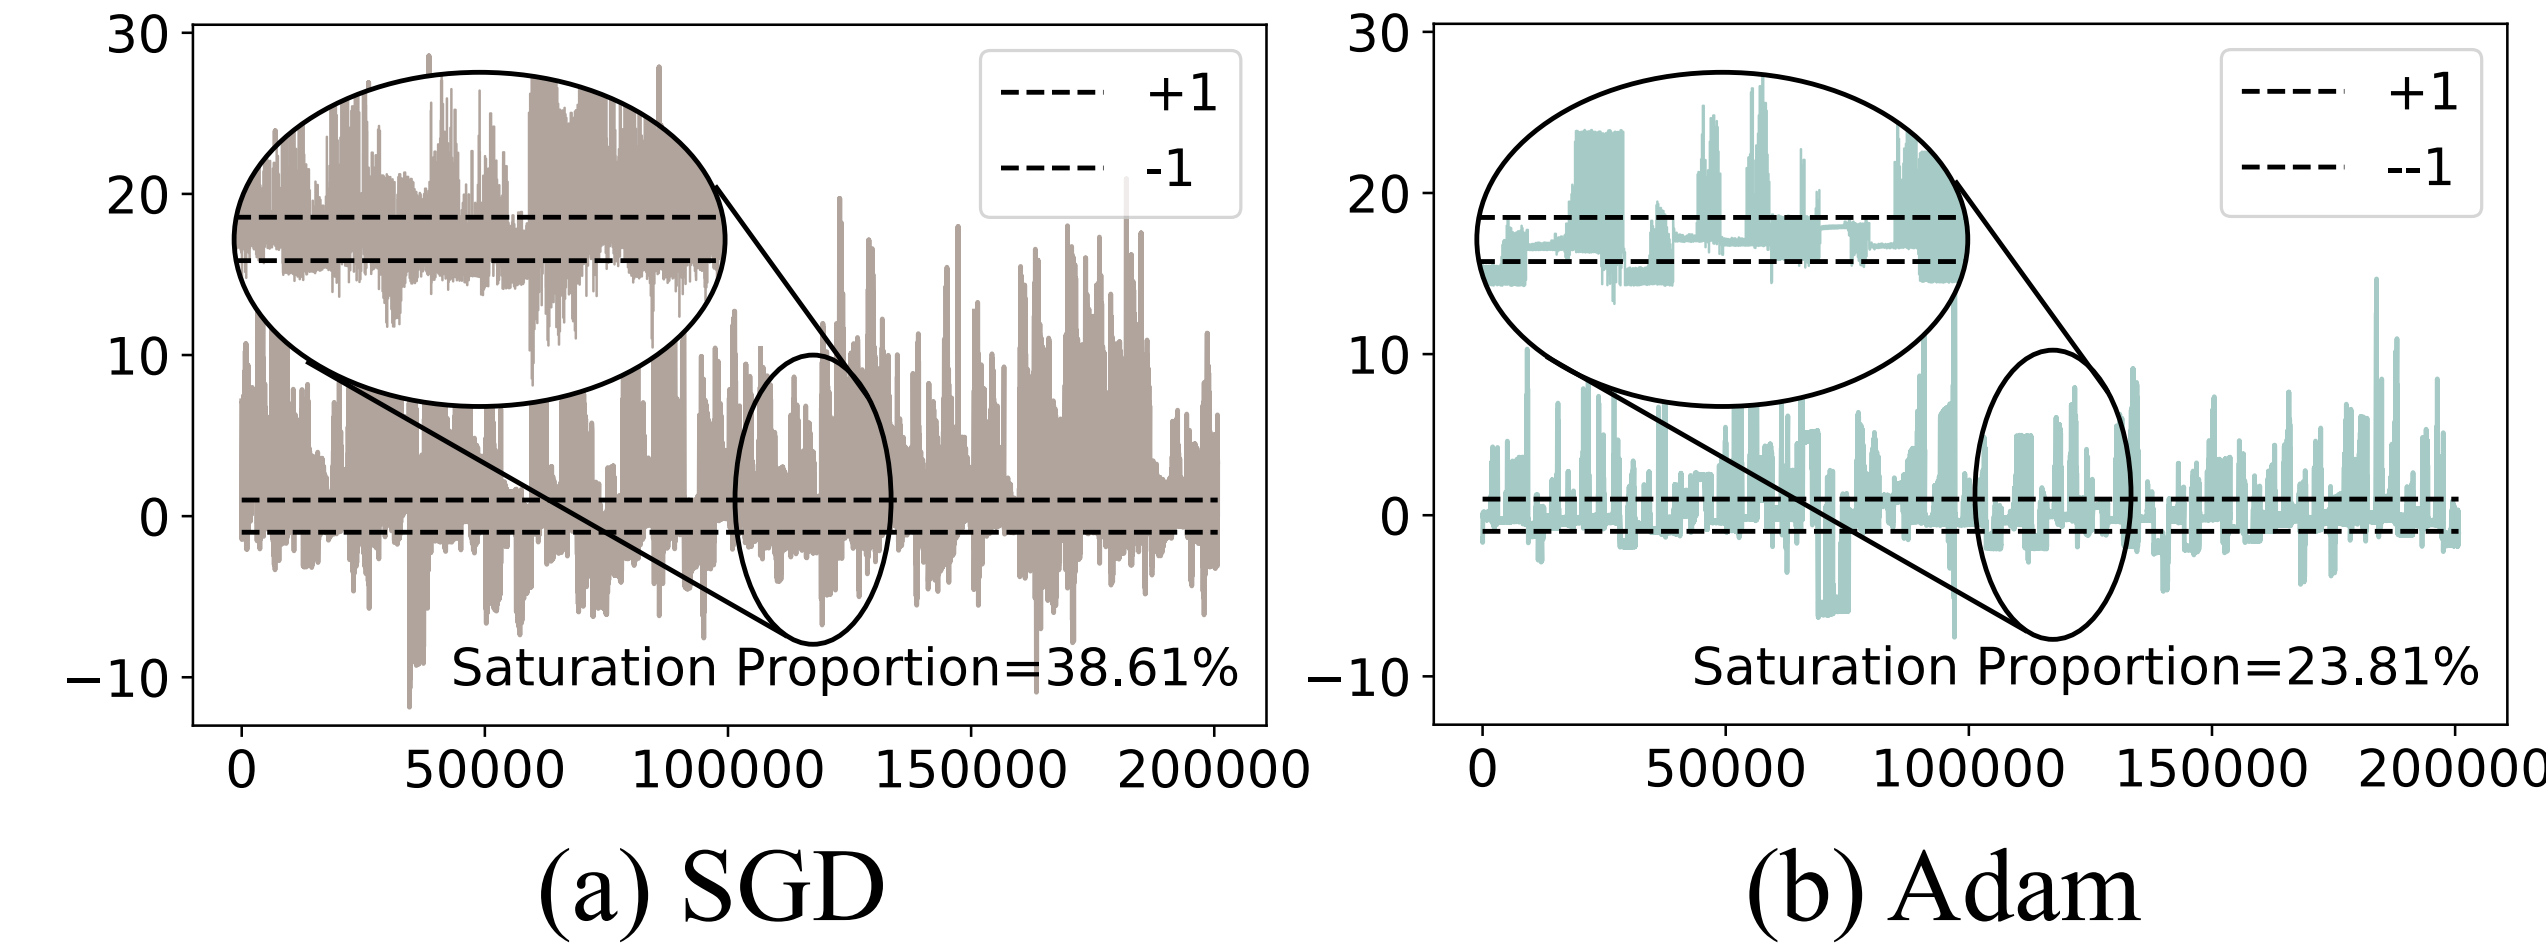 30
20
10
0
−10
+1
-1
Saturation Proportion=38.61%
0 50000 100000 150000 200000
(a) SGD
30
20
10
0
−10
+1
--1
Saturation Proportion=23.81%
0 50000 100000 150000 200000
(b) Adam